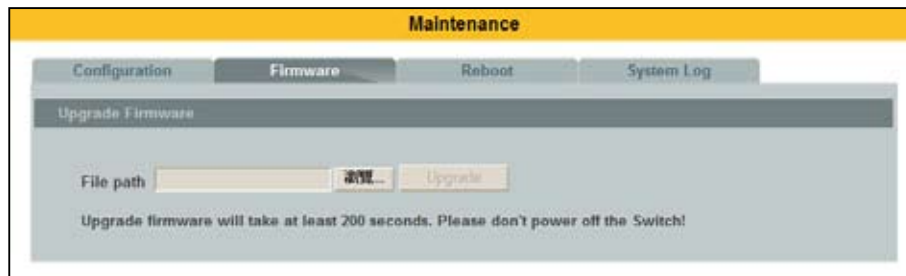 Maintenance
Configuration Firmware Reboot System Log
Upgrade Firmware
File path 瀏覽... Upgrade
Upgrade firmware will take at least 200 seconds. Please don't power off the Switch!